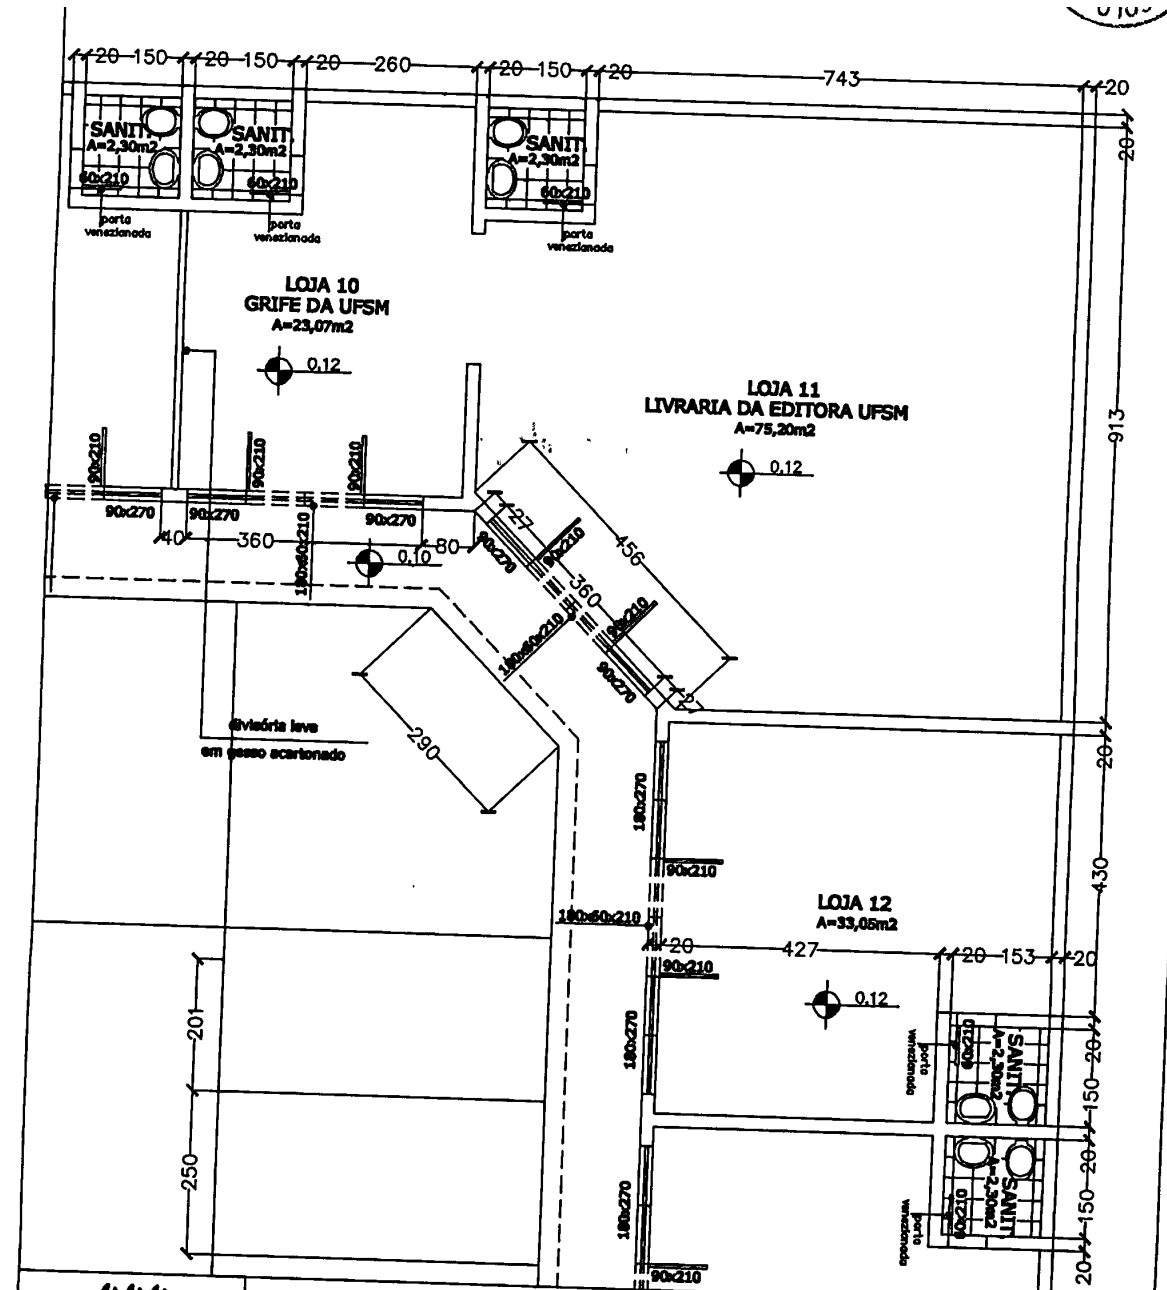 20 150 20 150 20 260 20 150 20 743 20
SANIT.
A=2,30m2
60x210
porta
venezianada
SANIT.
A=2,30m2
60x210
porta
venezianada
SANIT.
A=2,30m2
60x210
porta
venezianada
20
LOJA 10
GRIFE DA UFSM
A=23,07m2
0,12
LOJA 11
LIVRARIA DA EDITORA UFSM
A=75,20m2
0,12
913
90x210
90x210
90x210
90x270
90x270
90x270
40 360 80
180x60x210
0,10
27
456
360
90x270
90x210
90x210
180x60x210
90x270
290
divisória leve
em gesso acartonado
20
180x270
90x210
430
LOJA 12
A=33,05m2
180x60x210
20 427 20 153 20
90x210
0,12
201
180x270
porta
venezianada
60x210
SANIT.
A=2,30m2
20
150
20
250
180x270
porta
venezianada
60x210
SANIT.
A=2,30m2
150
20
90x210